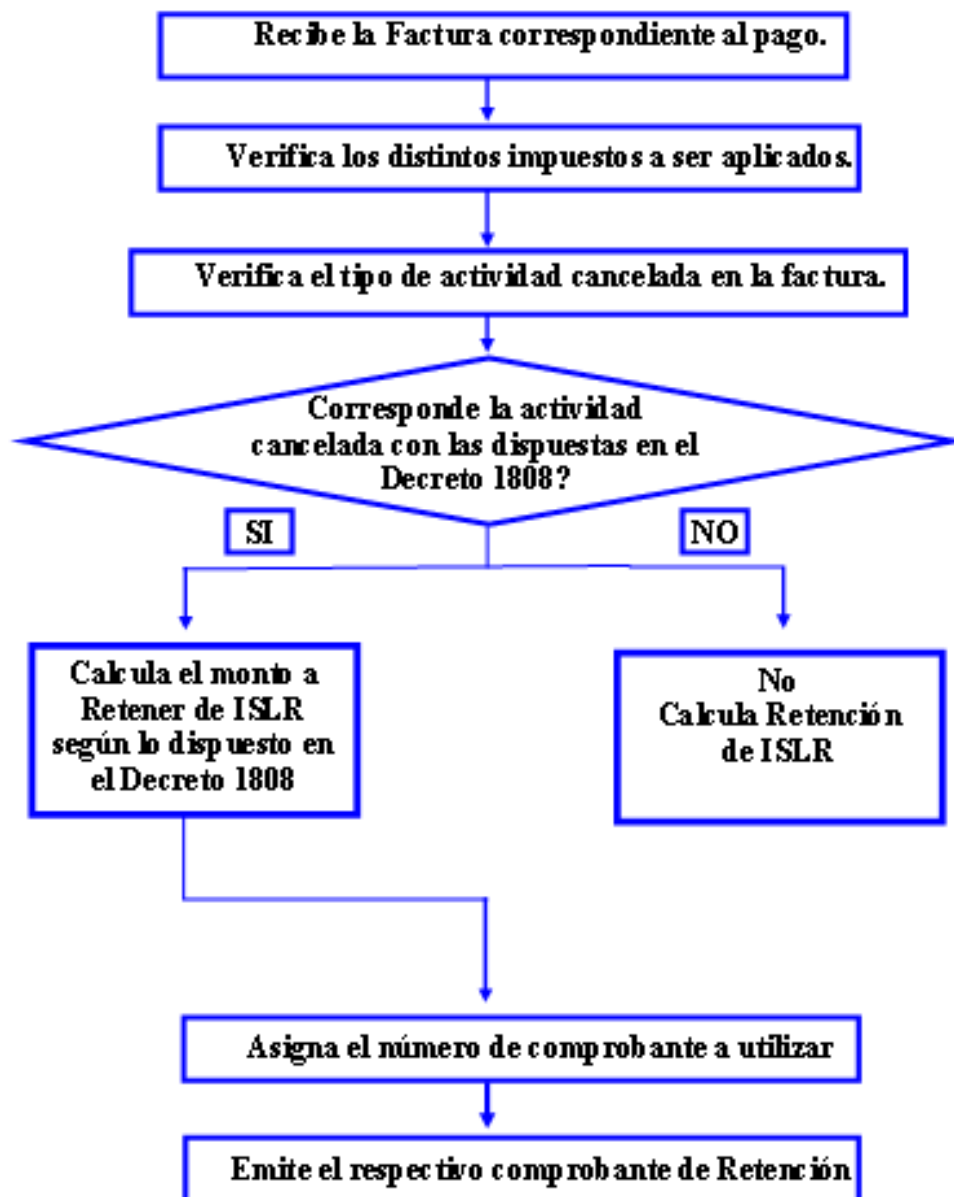 Recibe la Factura correspondiente al pago.
Verifica los distintos impuestos a ser aplicados.
Verifica el tipo de actividad cancelada en la factura.
Corresponde la actividad
cancelada con las dispuestas en el
Decreto 1808?
SI
NO
Calcula el monto a
Retener de ISLR
según lo dispuesto en
el Decreto 1808
No
Calcula Retención
de ISLR
Asigna el número de comprobante a utilizar
Emite el respectivo comprobante de Retención